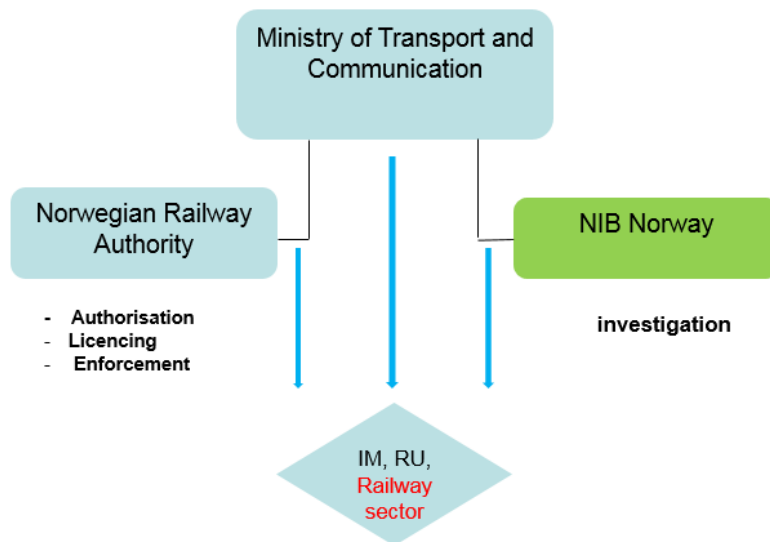 Ministry of Transport and
Communication
Norwegian Railway
Authority
NIB Norway
- Authorisation
- Licencing
- Enforcement
investigation
IM, RU,
Railway
sector